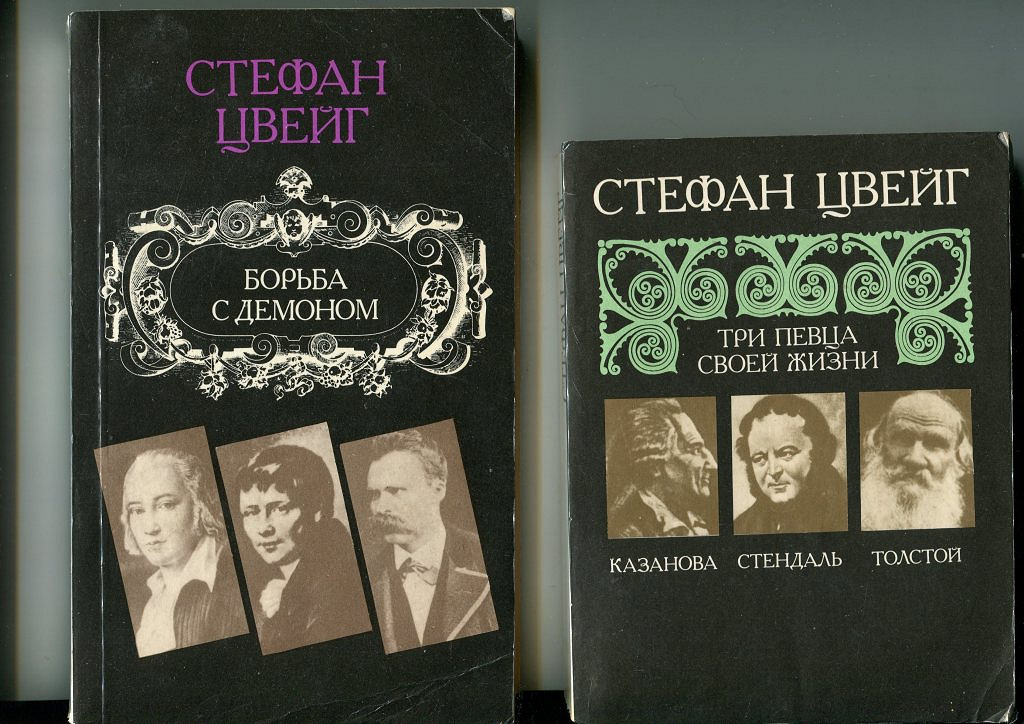 СТЕФАН
ЦВЕЙГ
БОРЬБА
С ДЕМОНОМ
СТЕФАН ЦВЕЙГ
ТРИ ПЕВЦА
СВОЕЙ ЖИЗНИ
КАЗАНОВА СТЕНДАЛЬ ТОЛСТОЙ